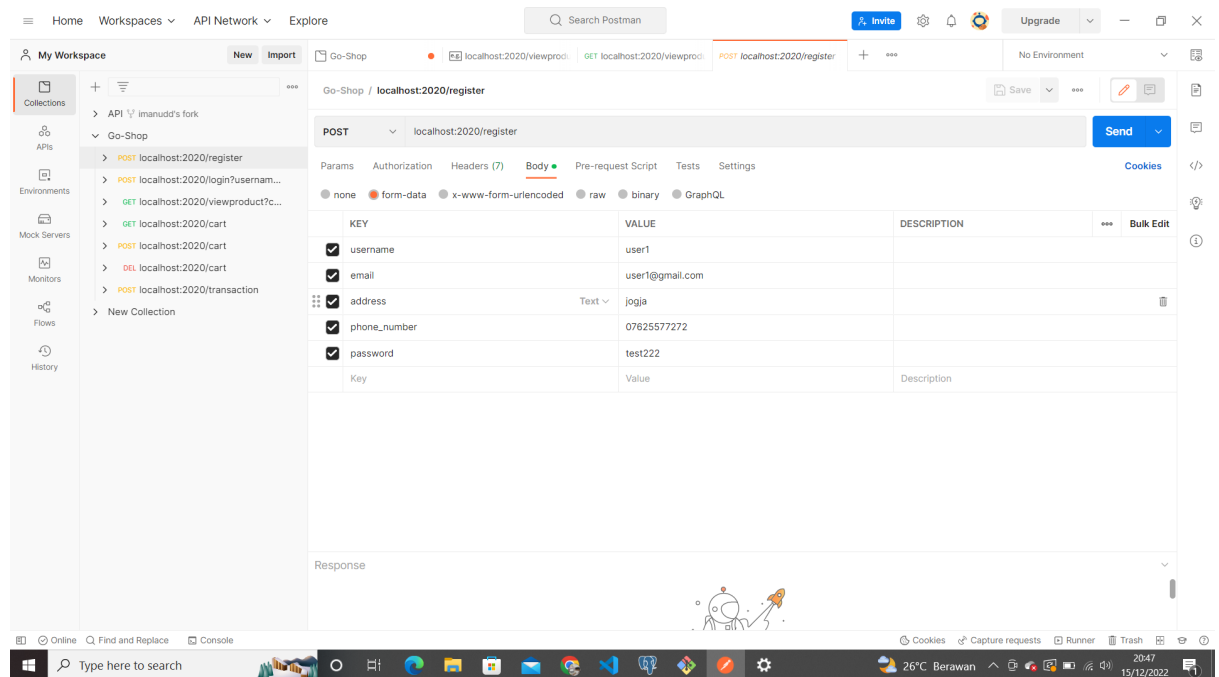 Home Workspaces API Network Explore Search Postman Invite Upgrade
My Workspace New Import Go-Shop localhost:2020/viewprodu GET localhost:2020/viewprod POST localhost:2020/register No Environment
Collections
APIs
Environments
Mock Servers
Monitors
Flows
History
API imanudd's fork
Go-Shop
POST localhost:2020/register
POST localhost:2020/login?usernam...
GET localhost:2020/viewproduct?c...
GET localhost:2020/cart
POST localhost:2020/cart
DEL localhost:2020/cart
POST localhost:2020/transaction
New Collection
Go-Shop / localhost:2020/register Save
POST localhost:2020/register Send
Params Authorization Headers (7) Body Pre-request Script Tests Settings Cookies
none form-data x-www-form-urlencoded raw binary GraphQL
KEY VALUE DESCRIPTION Bulk Edit
username user1
email user1@gmail.com
address Text jogja
phone_number 07625577272
password test222
Key Value Description
Response
Online Find and Replace Console Cookies Capture requests Runner Trash
Type here to search 26°C Berawan 20:47
15/12/2022